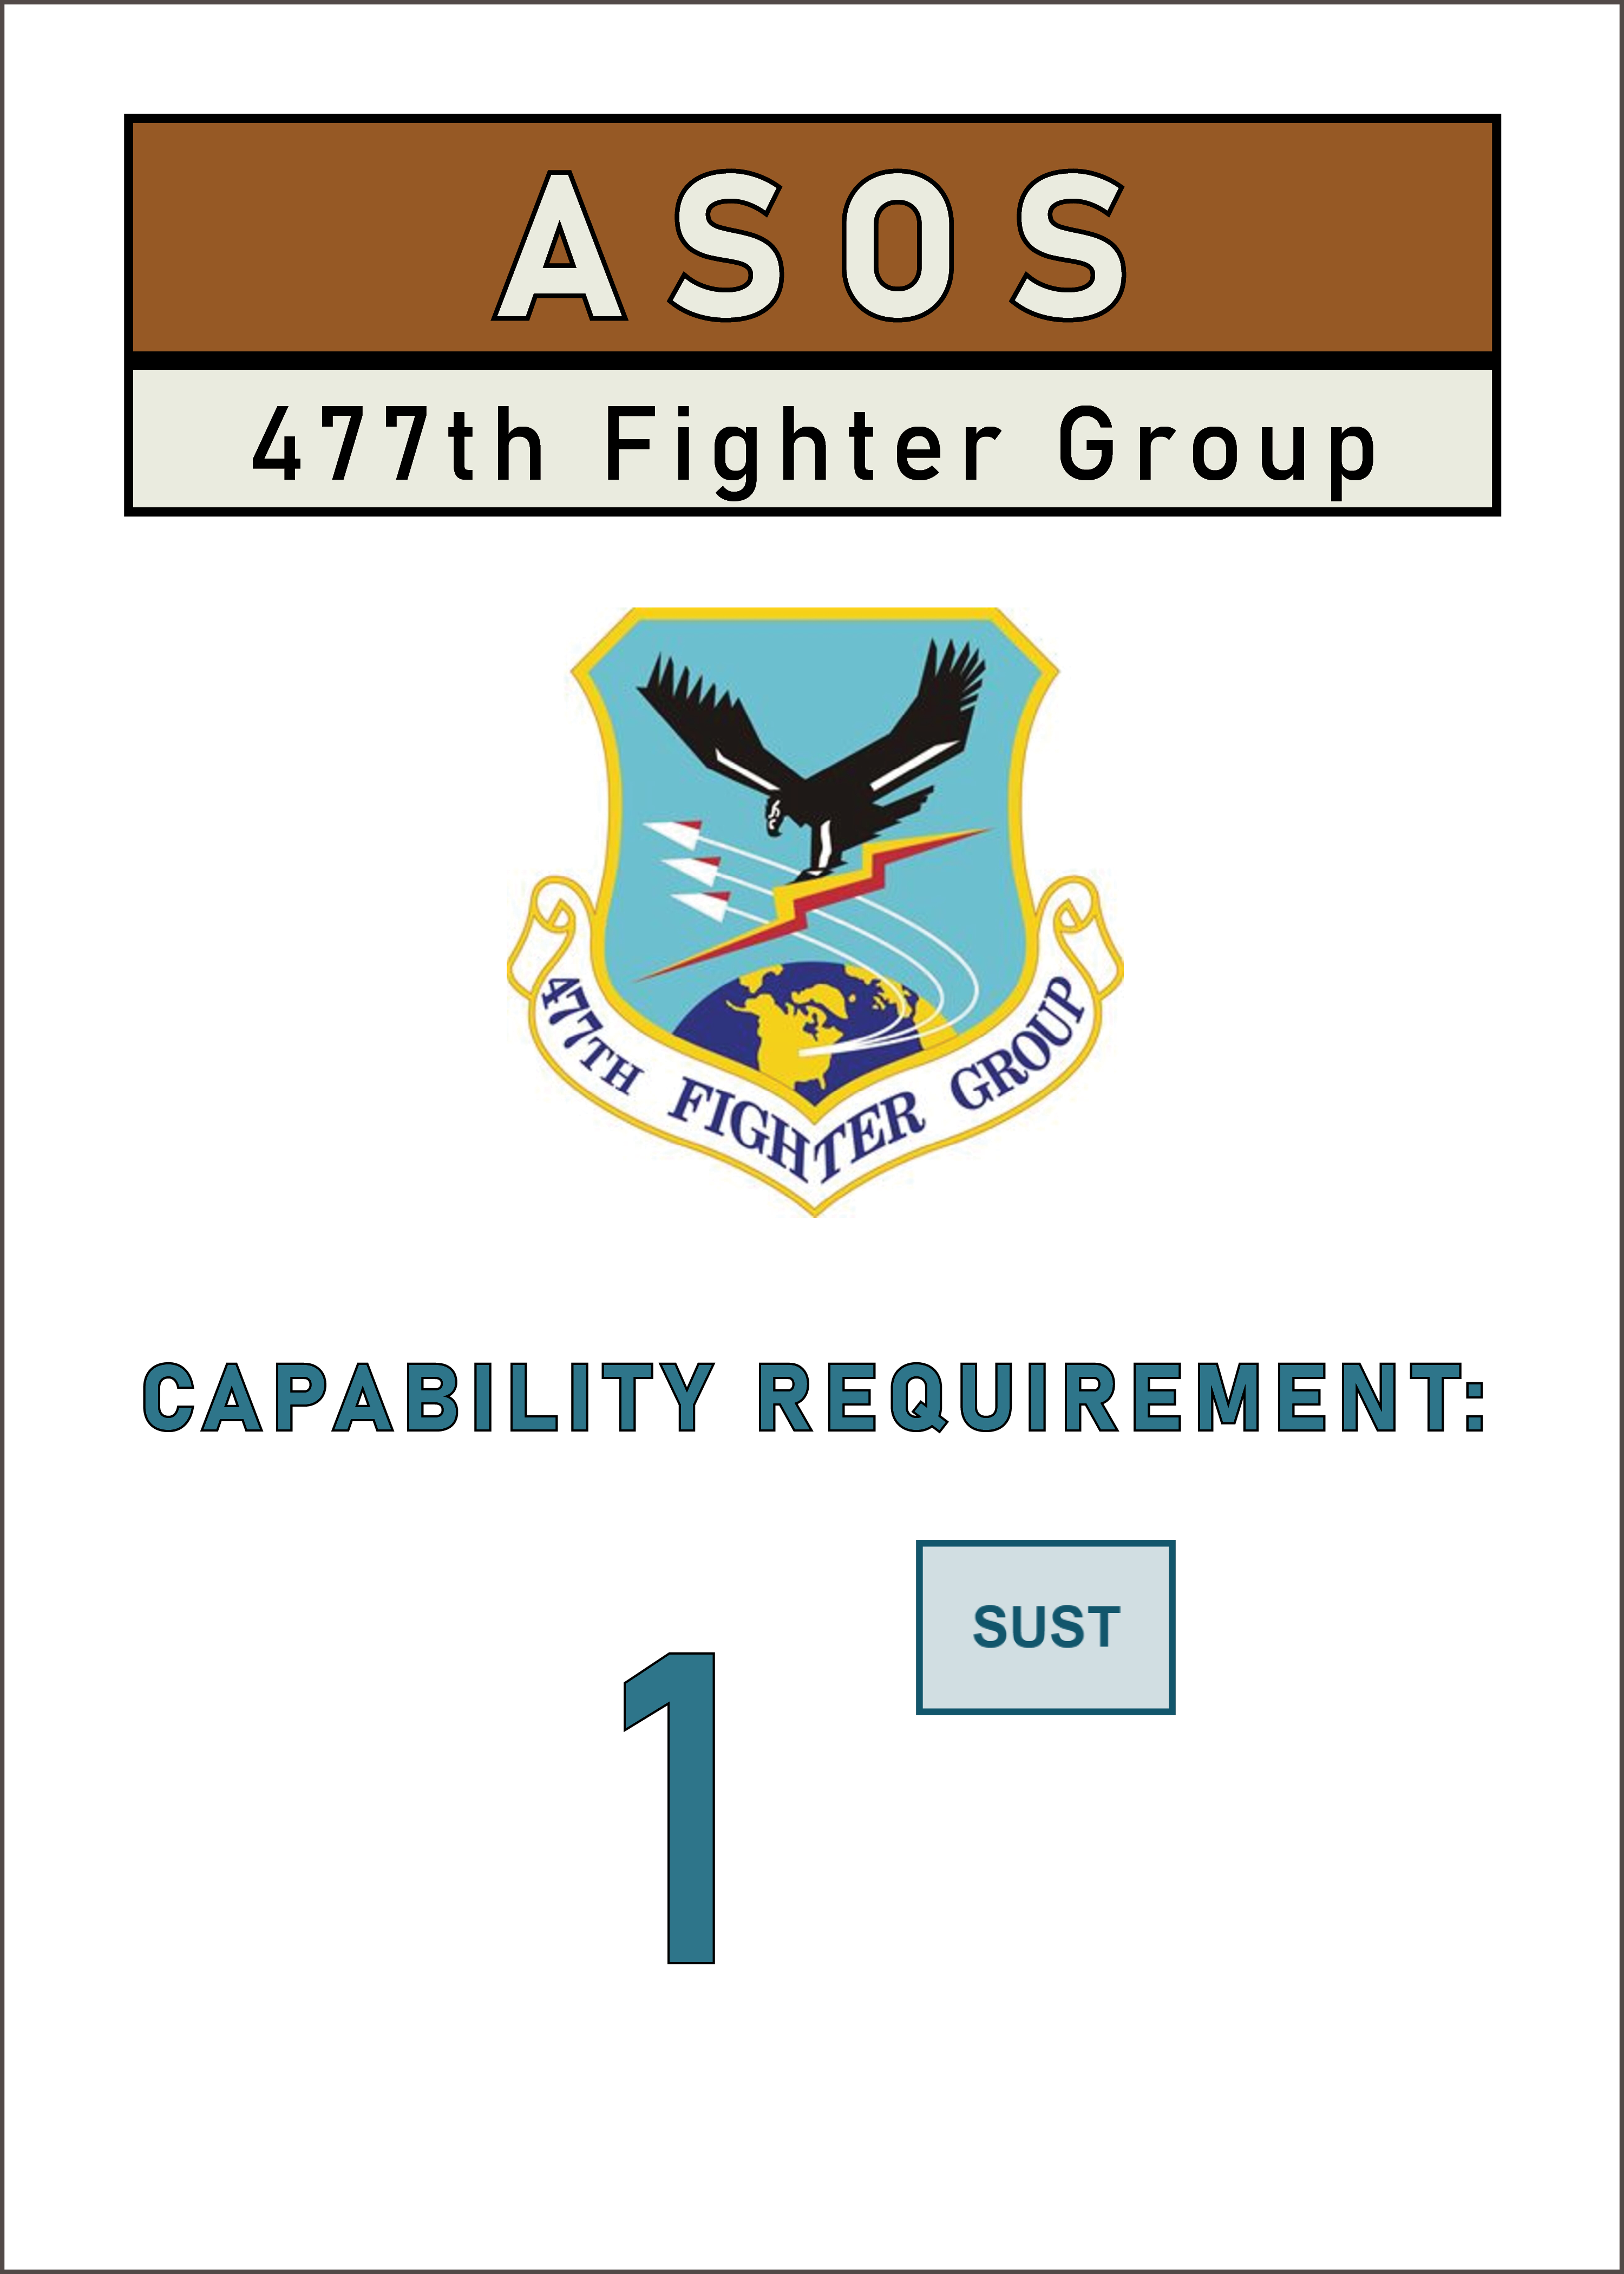 ASOS
477th Fighter Group
477TH FIGHTER GROUP
CAPABILITY REQUIREMENT:
SUST
1